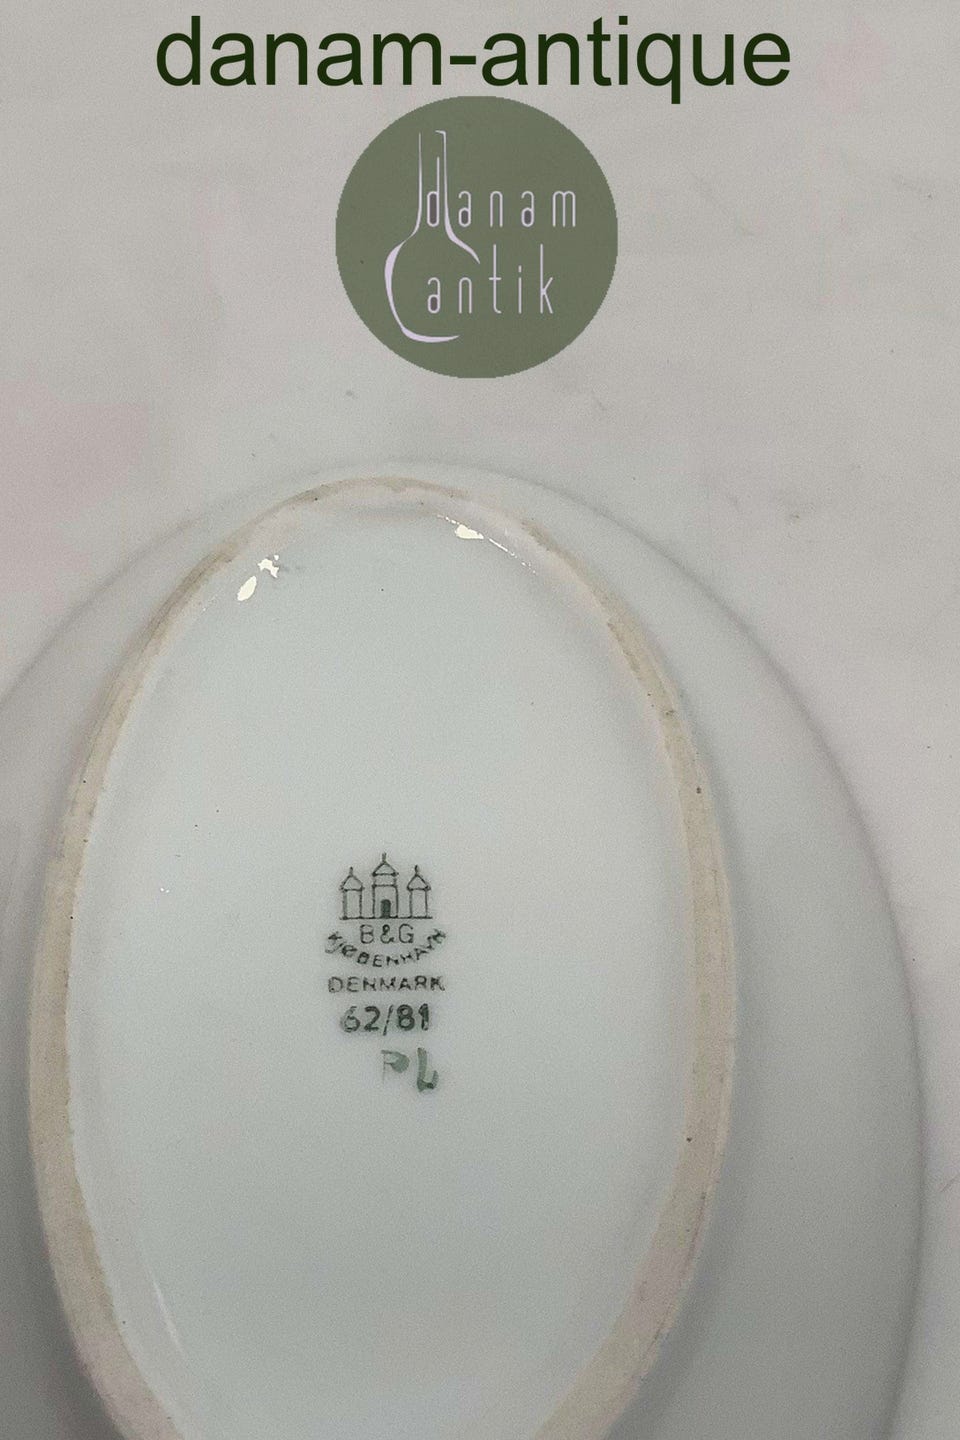 danam-antique
danam
antik
B&G
KJØBENHAVN
DENMARK
62/81
PL